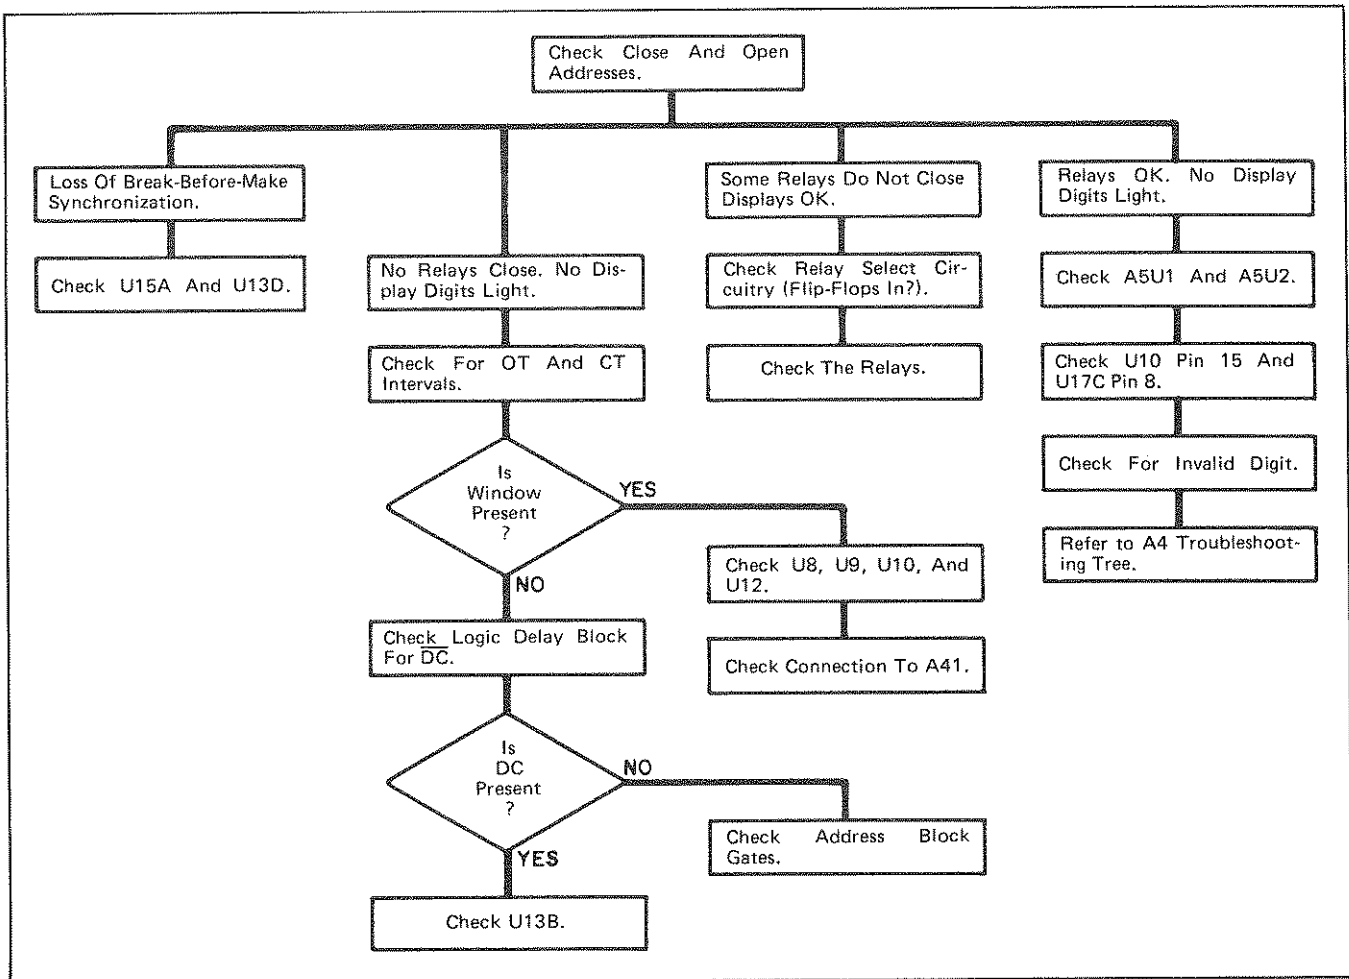 Check Close And Open
Addresses.
Loss Of Break-Before-Make
Synchronization.
Check U15A And U13D.
No Relays Close. No Dis-
play Digits Light.
Check For OT And CT
Intervals.
Is
Window
Present
?
YES
NO
Check U8, U9, U10, And
U12.
Check Connection To A41.
Check Logic Delay Block
For D̅C̅.
Is
DC
Present
?
NO
YES
Check Address Block
Gates.
Check U13B.
Some Relays Do Not Close
Displays OK.
Check Relay Select Cir-
cuitry (Flip-Flops In?).
Check The Relays.
Relays OK. No Display
Digits Light.
Check A5U1 And A5U2.
Check U10 Pin 15 And
U17C Pin 8.
Check For Invalid Digit.
Refer to A4 Troubleshoot-
ing Tree.